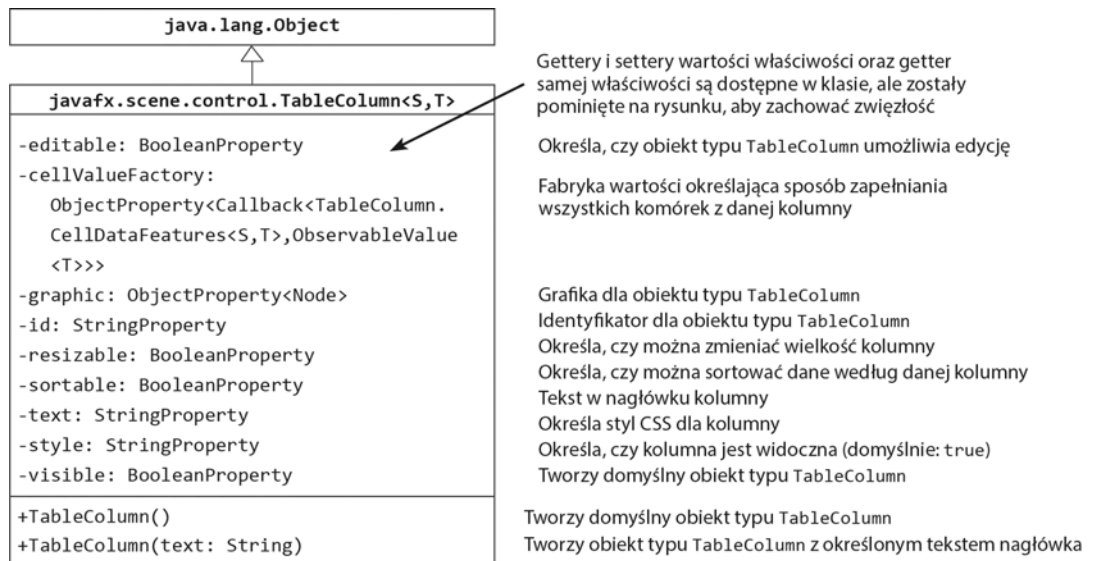 java.lang.Object
Gettery i settery wartości właściwości oraz getter
samej właściwości są dostępne w klasie, ale zostały
pominięte na rysunku, aby zachować zwięzłość
javafx.scene.control.TableColumn<S,T>
-editable: BooleanProperty
Określa, czy obiekt typu TableColumn umożliwia edycję
-cellValueFactory:
ObjectProperty<Callback<TableColumn.
CellDataFeatures<S,T>,ObservableValue
<T>>>
Fabryka wartości określająca sposób zapełniania
wszystkich komórek z danej kolumny
-graphic: ObjectProperty<Node>
Grafika dla obiektu typu TableColumn
-id: StringProperty
Identyfikator dla obiektu typu TableColumn
-resizable: BooleanProperty
Określa, czy można zmieniać wielkość kolumny
-sortable: BooleanProperty
Określa, czy można sortować dane według danej kolumny
-text: StringProperty
Tekst w nagłówku kolumny
-style: StringProperty
Określa styl CSS dla kolumny
-visible: BooleanProperty
Określa, czy kolumna jest widoczna (domyślnie: true)
Tworzy domyślny obiekt typu TableColumn
+TableColumn()
Tworzy domyślny obiekt typu TableColumn
+TableColumn(text: String)
Tworzy obiekt typu TableColumn z określonym tekstem nagłówka